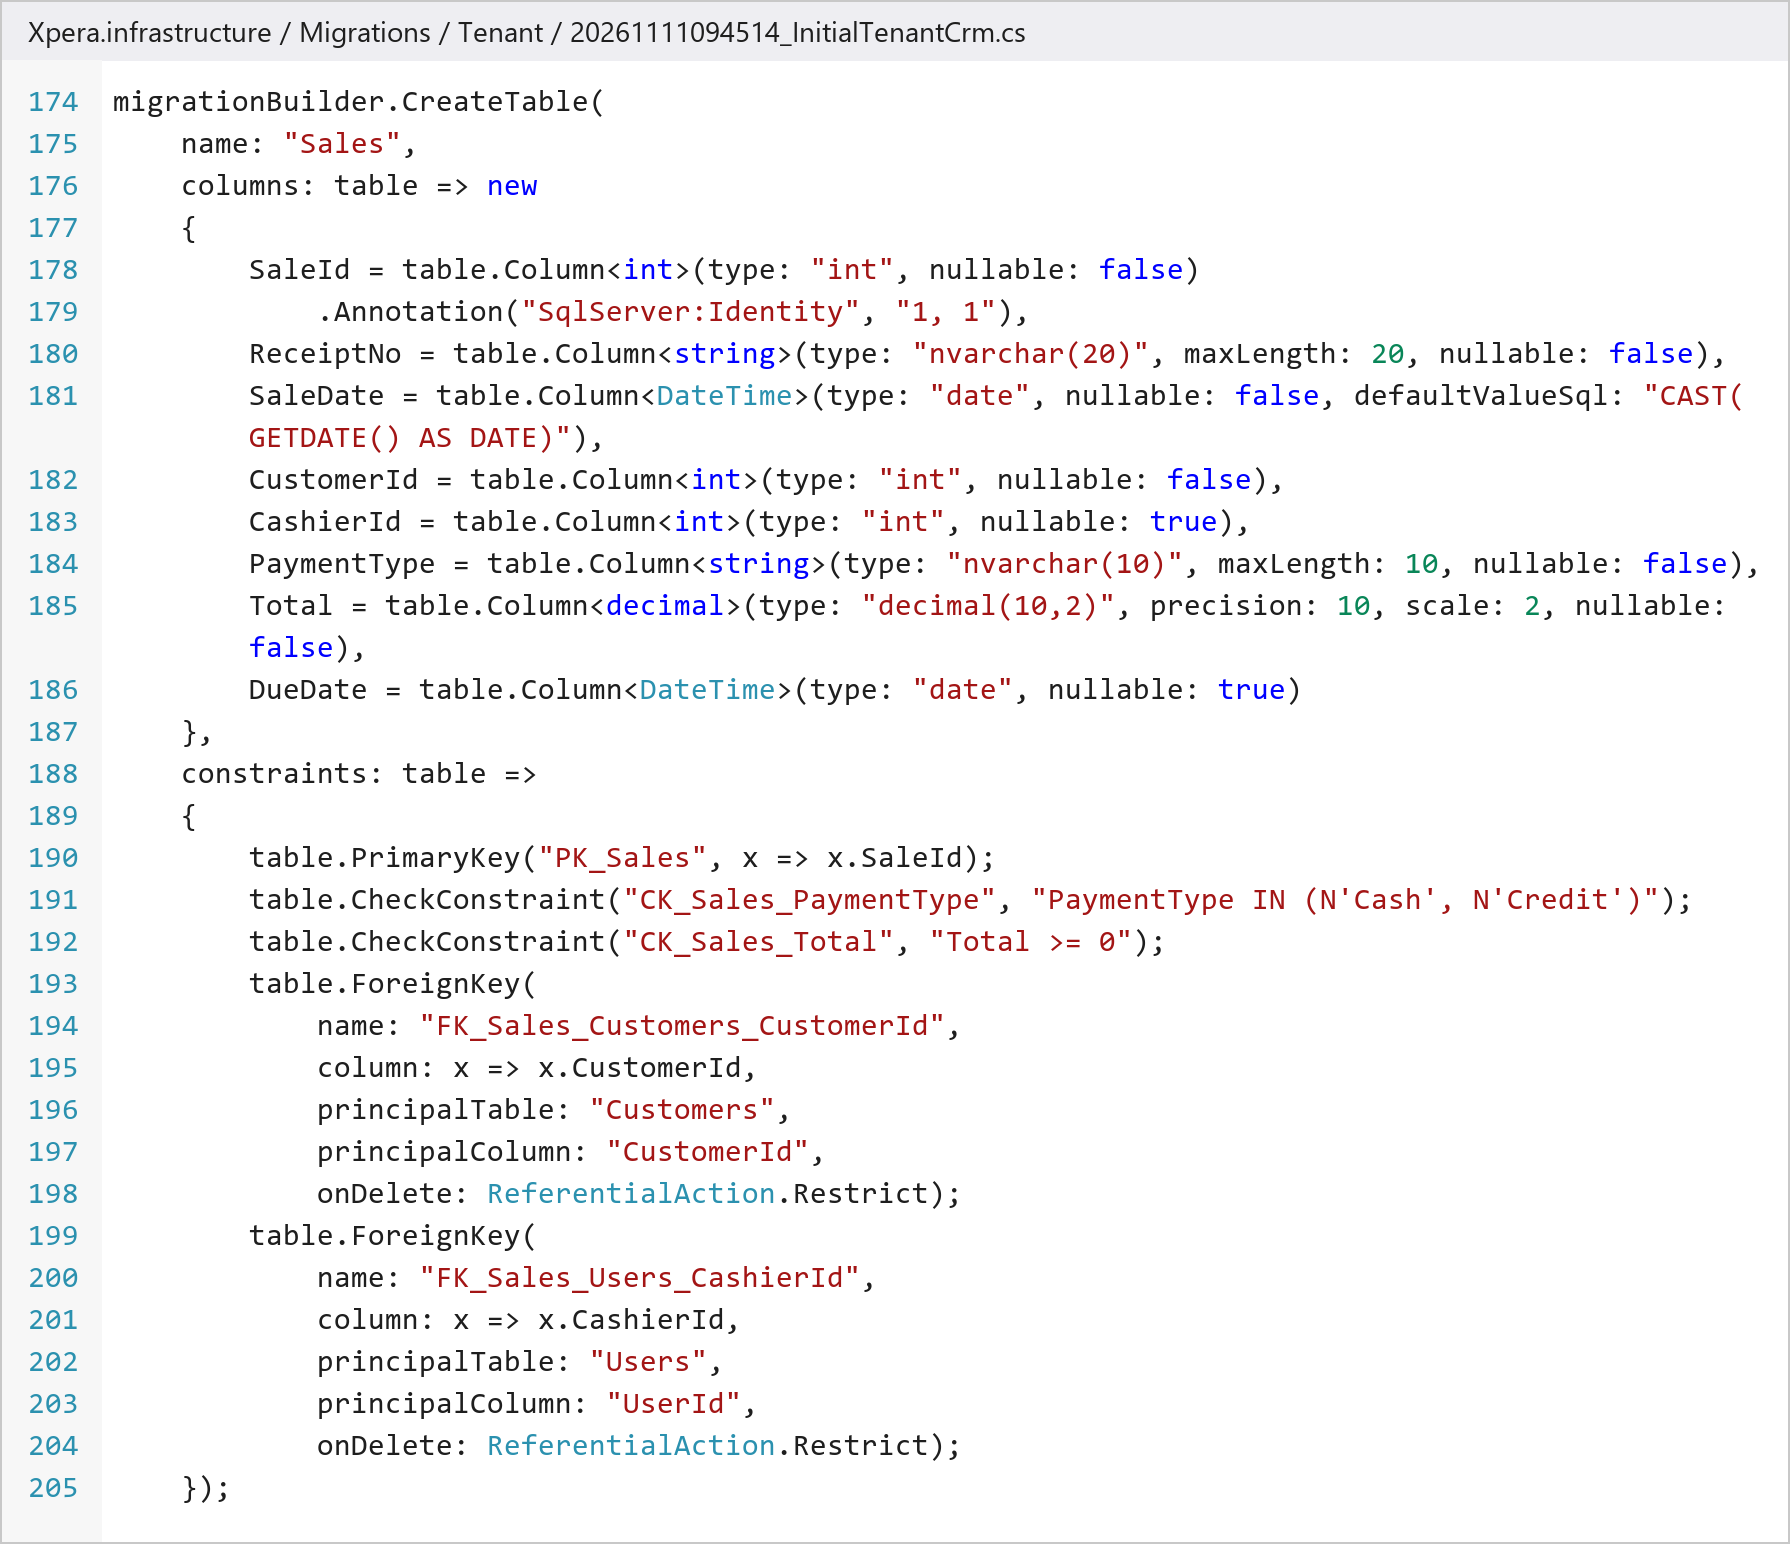 Xpera.infrastructure / Migrations / Tenant / 20261111094514_InitialTenantCrm.cs
174 migrationBuilder.CreateTable(
175     name: "Sales",
176     columns: table => new
177     {
178         SaleId = table.Column<int>(type: "int", nullable: false)
179             .Annotation("SqlServer:Identity", "1, 1"),
180         ReceiptNo = table.Column<string>(type: "nvarchar(20)", maxLength: 20, nullable: false),
181         SaleDate = table.Column<DateTime>(type: "date", nullable: false, defaultValueSql: "CAST(
        GETDATE() AS DATE)"),
182         CustomerId = table.Column<int>(type: "int", nullable: false),
183         CashierId = table.Column<int>(type: "int", nullable: true),
184         PaymentType = table.Column<string>(type: "nvarchar(10)", maxLength: 10, nullable: false),
185         Total = table.Column<decimal>(type: "decimal(10,2)", precision: 10, scale: 2, nullable:
        false),
186         DueDate = table.Column<DateTime>(type: "date", nullable: true)
187     },
188     constraints: table =>
189     {
190         table.PrimaryKey("PK_Sales", x => x.SaleId);
191         table.CheckConstraint("CK_Sales_PaymentType", "PaymentType IN (N'Cash', N'Credit')");
192         table.CheckConstraint("CK_Sales_Total", "Total >= 0");
193         table.ForeignKey(
194             name: "FK_Sales_Customers_CustomerId",
195             column: x => x.CustomerId,
196             principalTable: "Customers",
197             principalColumn: "CustomerId",
198             onDelete: ReferentialAction.Restrict);
199         table.ForeignKey(
200             name: "FK_Sales_Users_CashierId",
201             column: x => x.CashierId,
202             principalTable: "Users",
203             principalColumn: "UserId",
204             onDelete: ReferentialAction.Restrict);
205     });